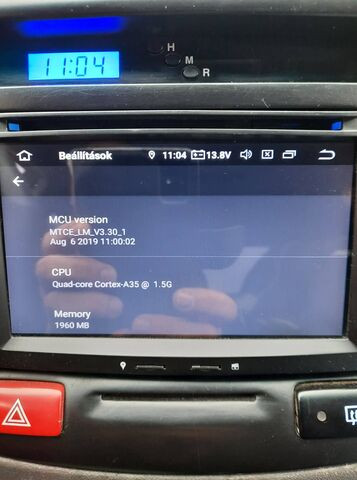 H
11:04
M
R
Beállítások 11:04 13.8V
MCU version
MTCE_LM_V3.30_1
Aug 6 2019 11:00:02
CPU
Quad-core Cortex-A35 @ 1.5G
Memory
1960 MB